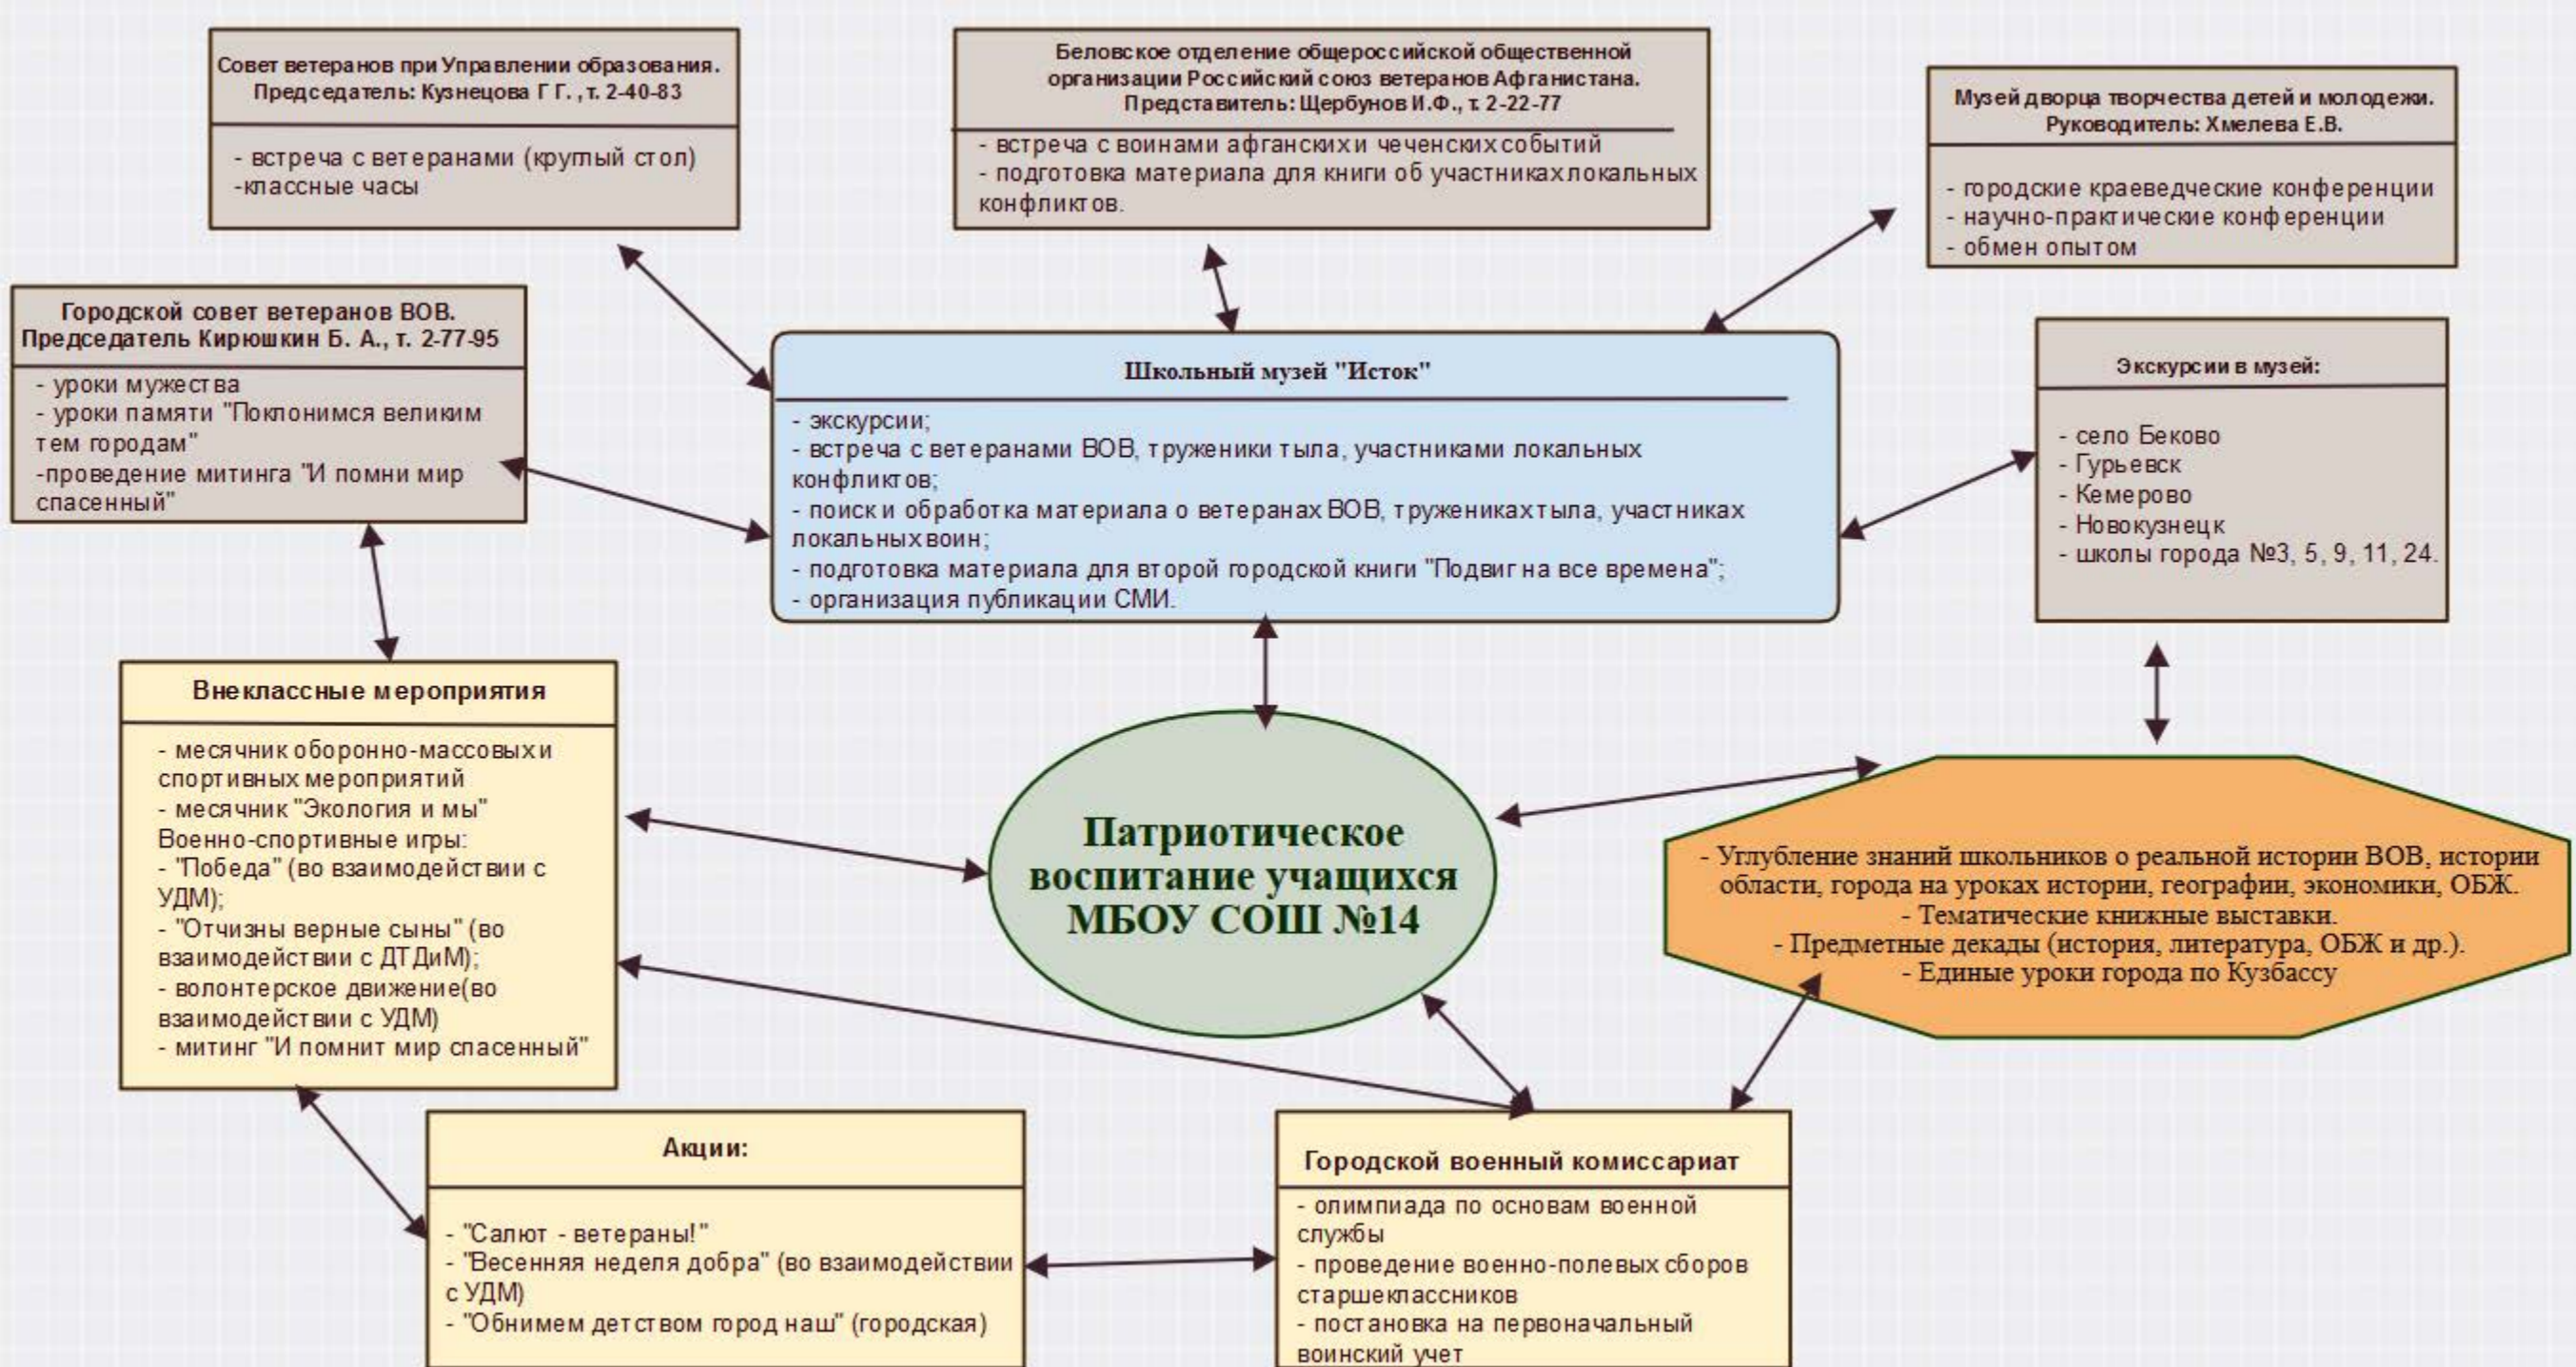 Совет ветеранов при Управлении образования.
Председатель: Кузнецова Г Г. , т. 2-40-83
- встреча с ветеранами (круглый стол)
-классные часы
Беловское отделение общероссийской общественной
организации Российский союз ветеранов Афганистана.
Представитель: Щербунов И.Ф., т. 2-22-77
- встреча с воинами афганских и чеченских событий
- подготовка материала для книги об участниках локальных
конфликтов.
Музей дворца творчества детей и молодежи.
Руководитель: Хмелева Е.В.
- городские краеведческие конференции
- научно-практические конференции
- обмен опытом
Городской совет ветеранов ВОВ.
Председатель Кирюшкин Б. А., т. 2-77-95
- уроки мужества
- уроки памяти "Поклонимся великим
тем городам"
-проведение митинга "И помни мир
спасенный"
Школьный музей "Исток"
- экскурсии;
- встреча с ветеранами ВОВ, труженики тыла, участниками локальных
конфликтов;
- поиск и обработка материала о ветеранах ВОВ, тружениках тыла, участниках
локальных воин;
- подготовка материала для второй городской книги "Подвиг на все времена";
- организация публикации СМИ.
Экскурсии в музей:
- село Беково
- Гурьевск
- Кемерово
- Новокузнецк
- школы города №3, 5, 9, 11, 24.
Внеклассные мероприятия
- месячник оборонно-массовых и
спортивных мероприятий
- месячник "Экология и мы"
Военно-спортивные игры:
- "Победа" (во взаимодействии с
УДМ);
- "Отчизны верные сыны" (во
взаимодействии с ДТДиМ);
- волонтерское движение(во
взаимодействии с УДМ)
- митинг "И помнит мир спасенный"
Патриотическое
воспитание учащихся
МБОУ СОШ №14
- Углубление знаний школьников о реальной истории ВОВ, истории
области, города на уроках истории, географии, экономики, ОБЖ.
- Тематические книжные выставки.
- Предметные декады (история, литература, ОБЖ и др.).
- Единые уроки города по Кузбассу
Акции:
- "Салют - ветераны!"
- "Весенняя неделя добра" (во взаимодействии
с УДМ)
- "Обнимем детством город наш" (городская)
Городской военный комиссариат
- олимпиада по основам военной
службы
- проведение военно-полевых сборов
старшеклассников
- постановка на первоначальный
воинский учет